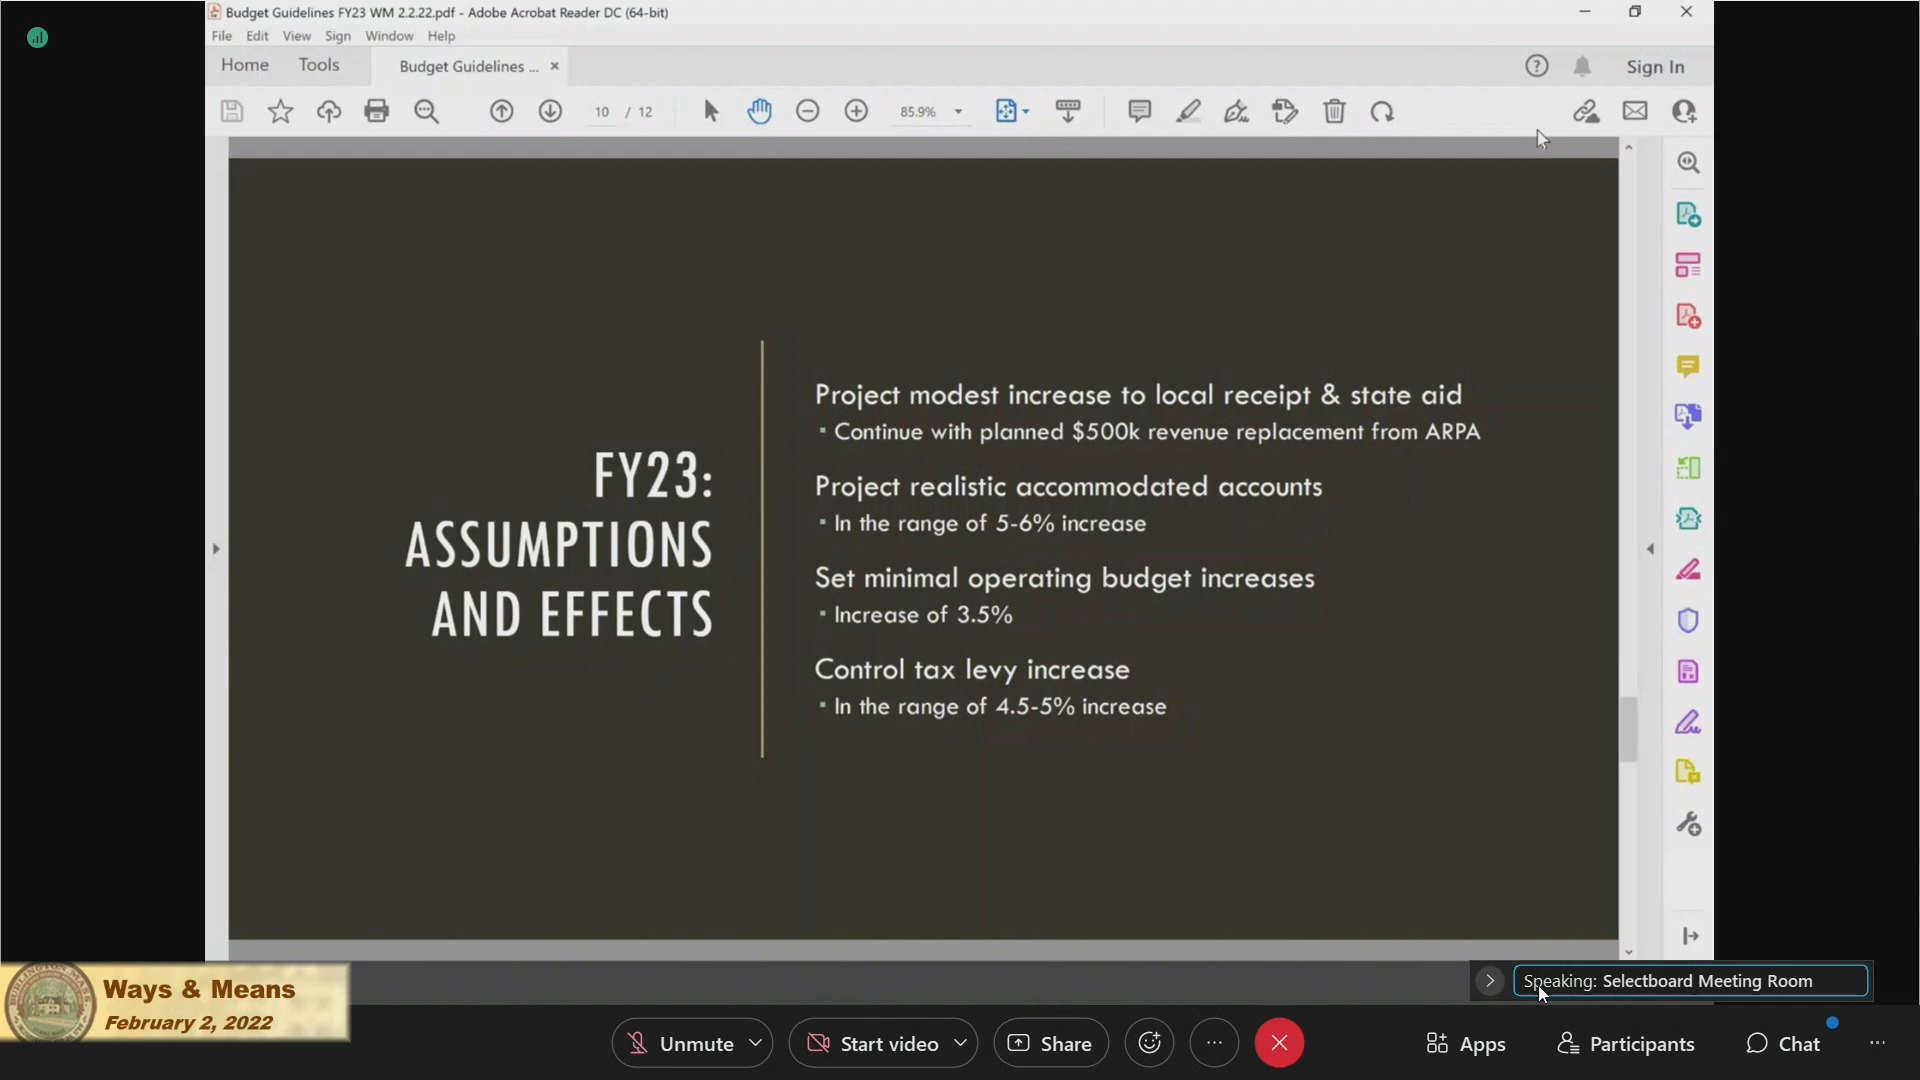 Budget Guidelines FY23 WM 2.2.22.pdf - Adobe Acrobat Reader DC (64-bit)
File Edit View Sign Window Help
Home Tools Budget Guidelines ... × Sign In
10 / 12 85.9%
FY23:
ASSUMPTIONS
AND EFFECTS
Project modest increase to local receipt & state aid
▪ Continue with planned $500k revenue replacement from ARPA
Project realistic accommodated accounts
▪ In the range of 5-6% increase
Set minimal operating budget increases
▪ Increase of 3.5%
Control tax levy increase
▪ In the range of 4.5-5% increase
Ways & Means
February 2, 2022
Speaking: Selectboard Meeting Room
Unmute Start video Share Apps Participants Chat